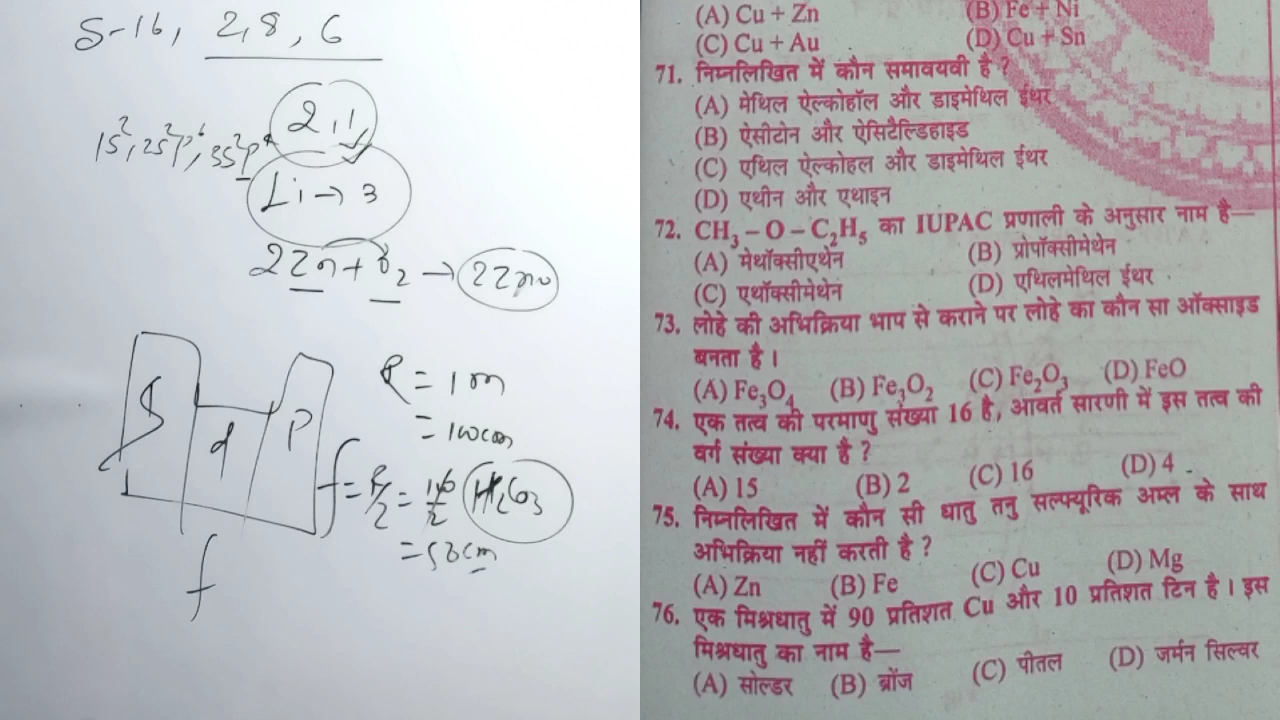 S-16, 2,8,6
1s², 2s²p⁶, 3s²p⁴
2,1
Li → 3
2Zn + O₂ → 2ZnO
S d P
f
R = 1m
= 100cm
f = R/2 = 100/2
H₂CO₃
= 50cm
(A) Cu + Zn (B) Fe + Ni
(C) Cu + Au (D) Cu + Sn
71. निम्नलिखित में कौन समावयवी है ?
(A) मेथिल ऐल्कोहॉल और डाइमेथिल ईथर
(B) ऐसीटोन और ऐसिटैल्डिहाइड
(C) एथिल ऐल्कोहल और डाइमेथिल ईथर
(D) एथीन और एथाइन
72. CH₃ – O – C₂H₅ का IUPAC प्रणाली के अनुसार नाम है—
(A) मेथॉक्सीएथेन (B) प्रोपॉक्सीमेथेन
(C) एथॉक्सीमेथेन (D) एथिलमेथिल ईथर
73. लोहे की अभिक्रिया भाप से कराने पर लोहे का कौन सा ऑक्साइड
बनता है ।
(A) Fe₃O₄ (B) Fe₃O₂ (C) Fe₂O₃ (D) FeO
74. एक तत्व की परमाणु संख्या 16 है, आवर्त सारणी में इस तत्व की
वर्ग संख्या क्या है ?
(A) 15 (B) 2 (C) 16 (D) 4
75. निम्नलिखित में कौन सी धातु तनु सल्फ्यूरिक अम्ल के साथ
अभिक्रिया नहीं करती है ?
(A) Zn (B) Fe (C) Cu (D) Mg
76. एक मिश्रधातु में 90 प्रतिशत Cu और 10 प्रतिशत टिन है । इस
मिश्रधातु का नाम है—
(A) सोल्डर (B) ब्रोंज (C) पीतल (D) जर्मन सिल्वर